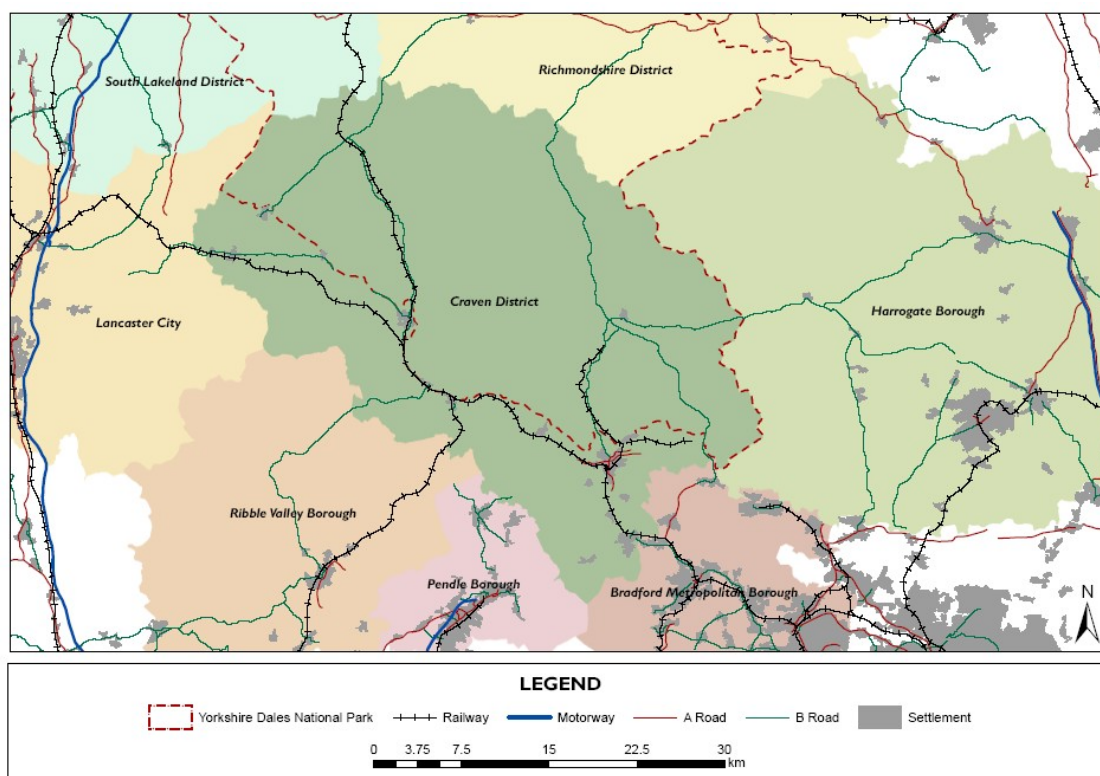 South Lakeland District
Richmondshire District
Craven District
Harrogate Borough
Lancaster City
Ribble Valley Borough
Pendle Borough
Bradford Metropolitan Borough
N
LEGEND
Yorkshire Dales National Park Railway Motorway A Road B Road Settlement
0 3.75 7.5 15 22.5 30
km